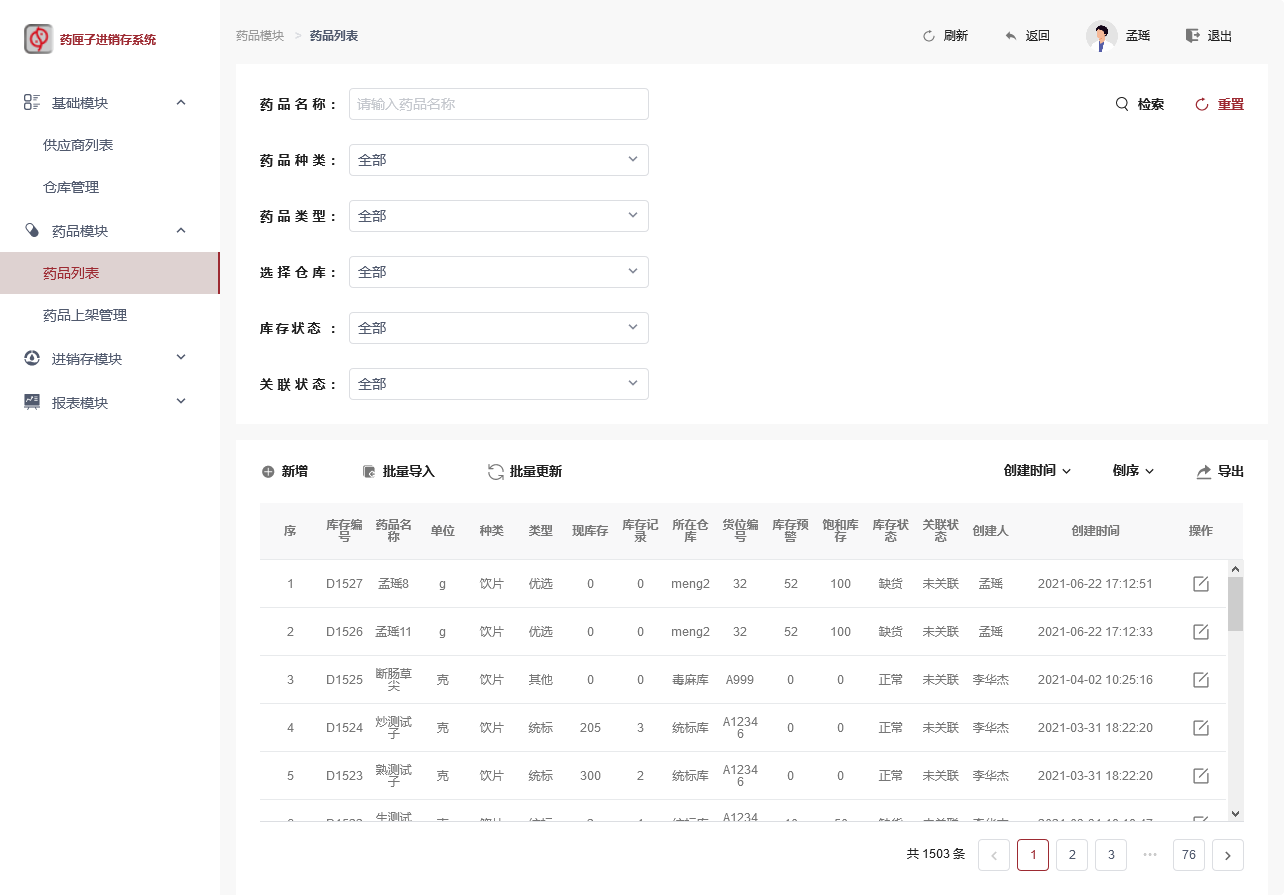 药匣子进销存系统
基础模块
供应商列表
仓库管理
药品模块
药品列表
药品上架管理
进销存模块
报表模块
药品模块 > 药品列表
刷新
返回
孟瑶
退出
药品名称： 请输入药品名称
检索
重置
药品种类： 全部
药品类型： 全部
选择仓库： 全部
库存状态 ： 全部
关联状态： 全部
新增
批量导入
批量更新
创建时间
倒序
导出
序 库存编号 药品名称 单位 种类 类型 现库存 库存记录 所在仓库 货位编号 库存预警 饱和库存 库存状态 关联状态 创建人 创建时间 操作
1 D1527 孟瑶8 g 饮片 优选 0 0 meng2 32 52 100 缺货 未关联 孟瑶 2021-06-22 17:12:51
2 D1526 孟瑶11 g 饮片 优选 0 0 meng2 32 52 100 缺货 未关联 孟瑶 2021-06-22 17:12:33
3 D1525 断肠草尖 克 饮片 其他 0 0 毒麻库 A999 0 0 正常 未关联 李华杰 2021-04-02 10:25:16
4 D1524 炒测试子 克 饮片 统标 205 3 统标库 A12346 0 0 正常 未关联 李华杰 2021-03-31 18:22:20
5 D1523 熟测试子 克 饮片 统标 300 2 统标库 A12346 0 0 正常 未关联 李华杰 2021-03-31 18:22:20
生测试 A1234
共 1503 条 < 1 2 3 ··· 76 >